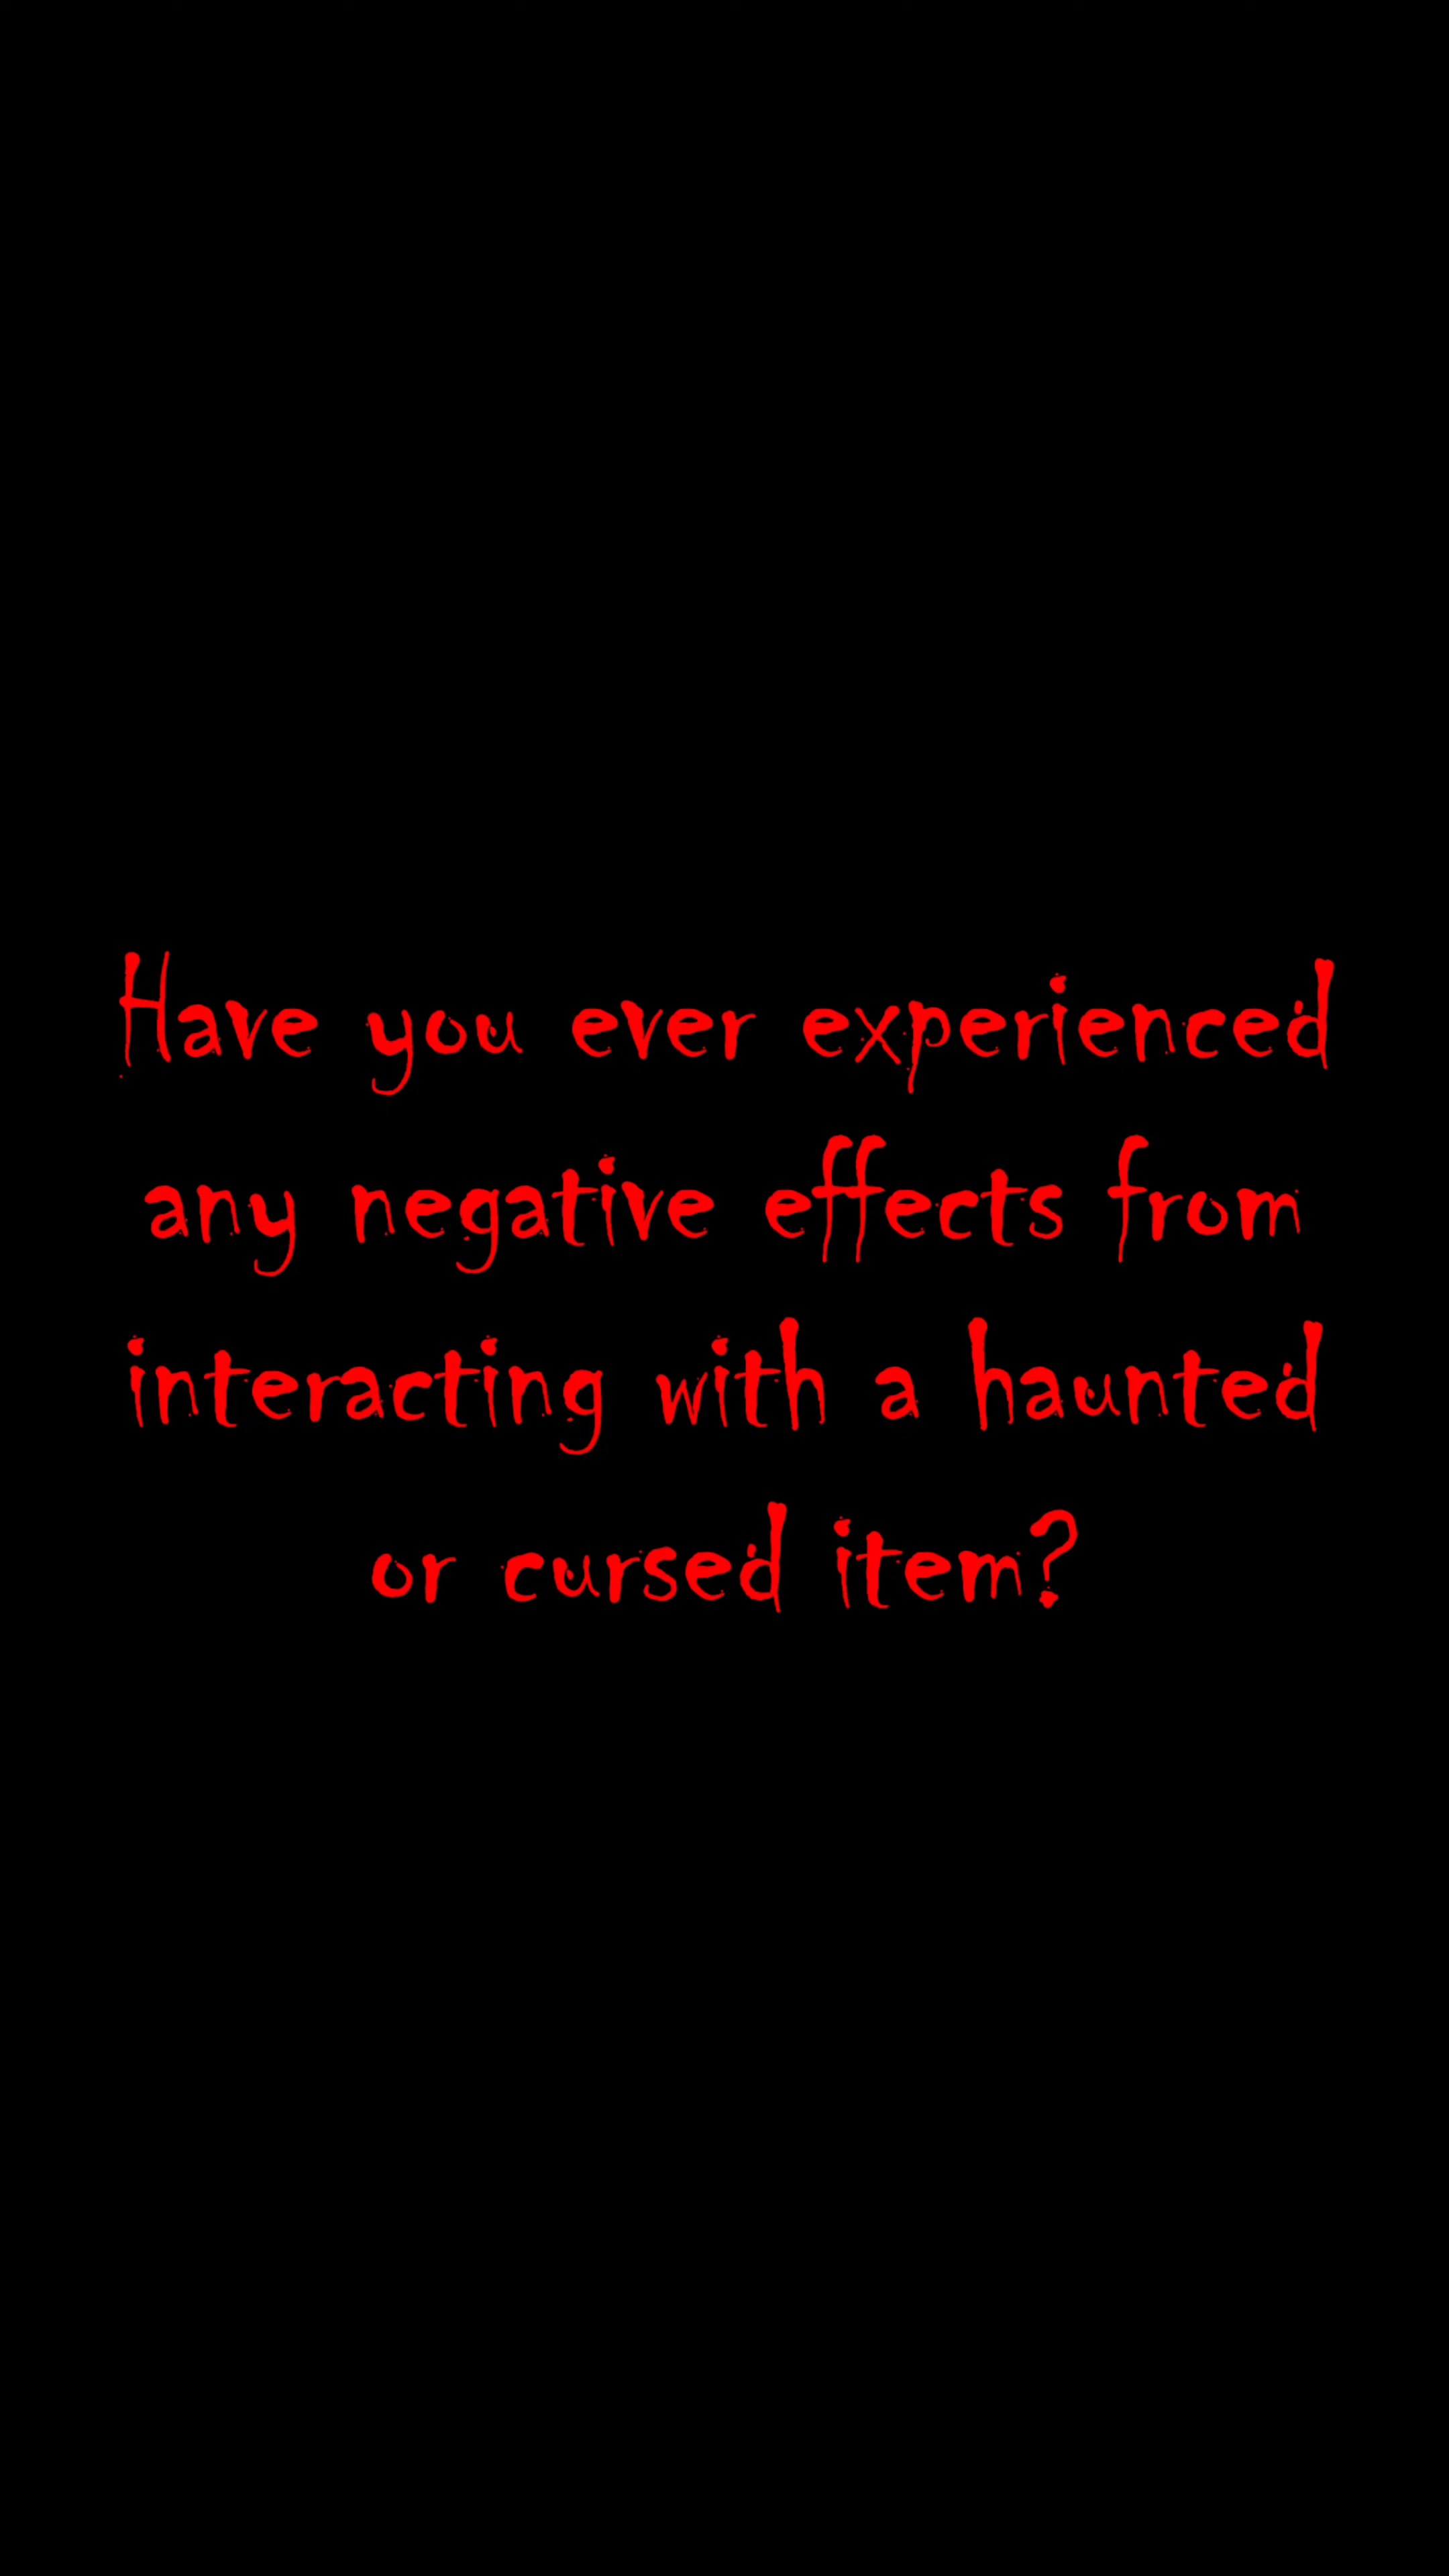 Have you ever experienced
any negative effects from
interacting with a haunted
or cursed item?